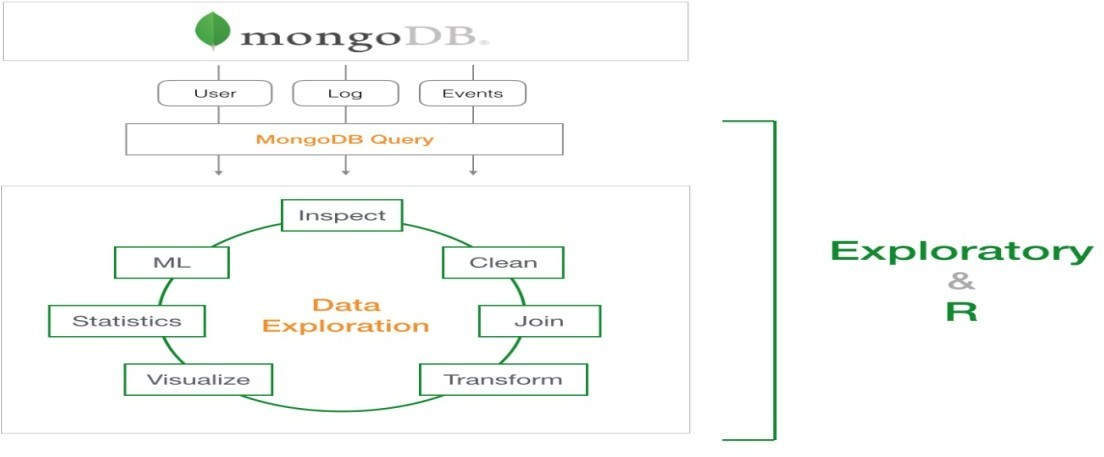 mongoDB®
User
Log
Events
MongoDB Query
Inspect
ML
Clean
Data
Exploration
Statistics
Join
Visualize
Transform
Exploratory
&
R